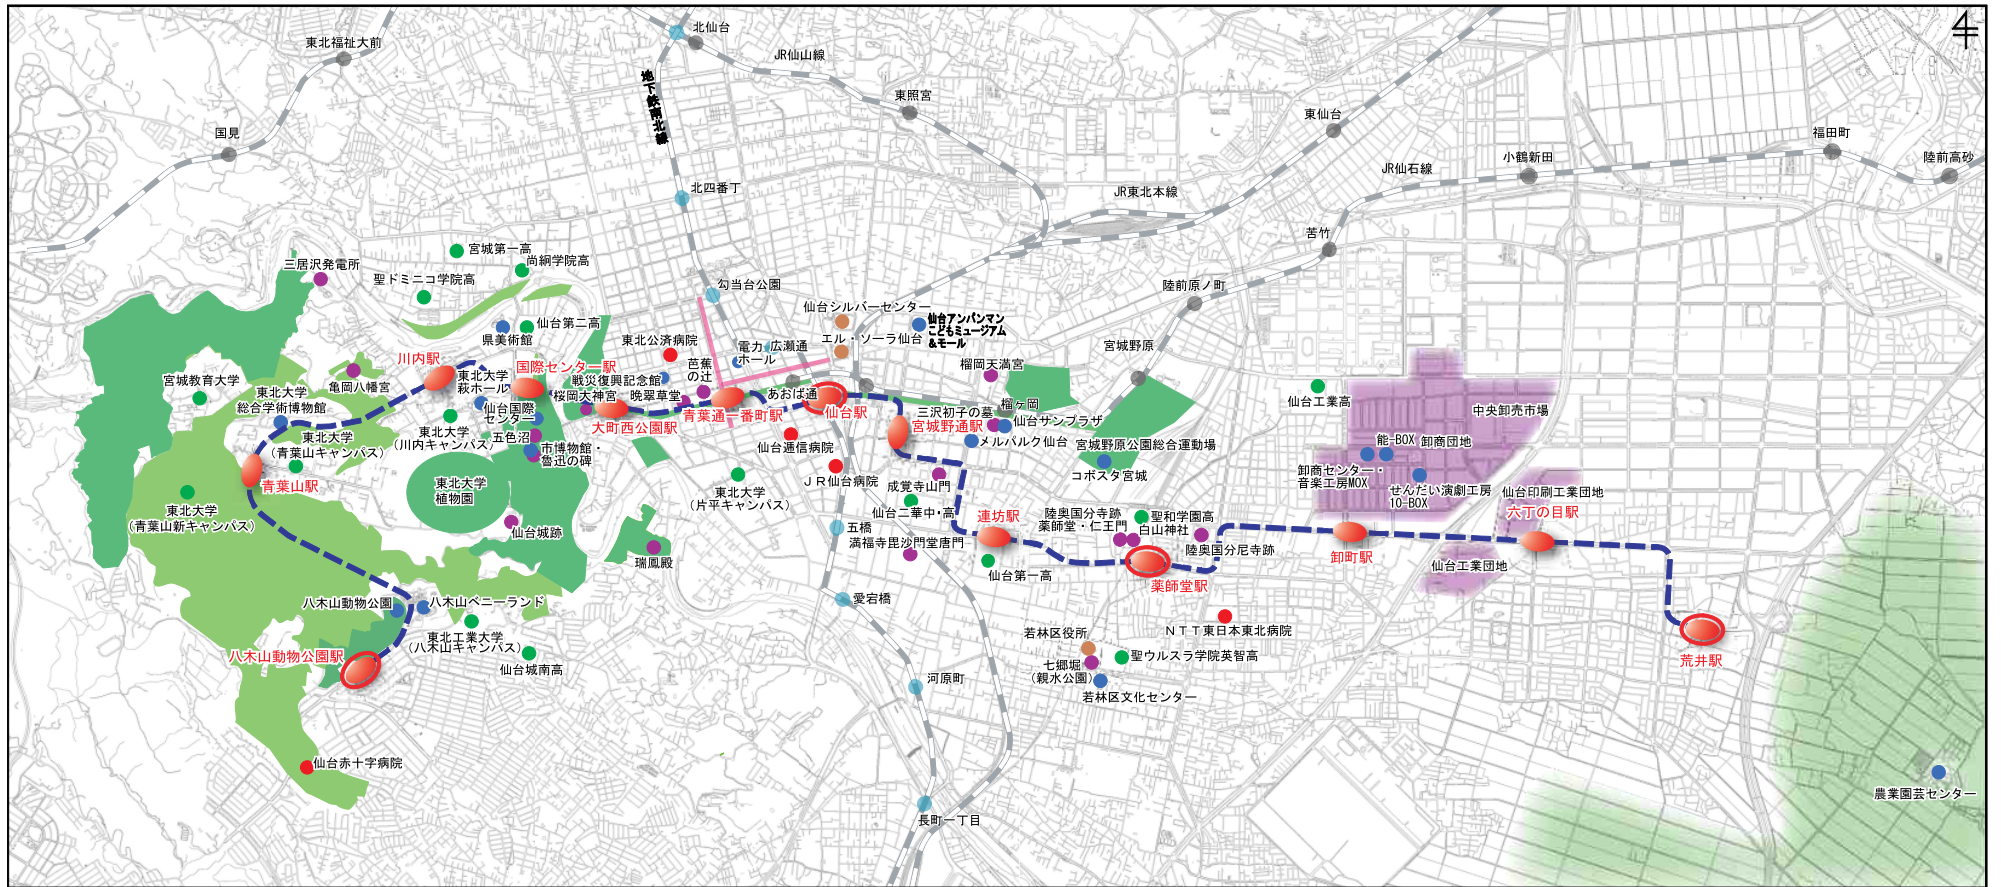 北仙台
東北福祉大前
JR仙山線
地下鉄南北線
東照宮
東仙台
国見
福田町
小鶴新田
陸前高砂
JR仙石線
北四番丁
JR東北本線
苦竹
宮城第一高
尚絅学院高
三居沢発電所
聖ドミニコ学院高
勾当台公園
陸前原ノ町
仙台シルバーセンター
仙台アンパンマン
こどもミュージアム
&モール
仙台第二高
県美術館
東北公済病院
電力
ホール
広瀬通
エル・ソーラ仙台
宮城野原
川内駅
国際センター駅
芭蕉
の辻
榴岡天満宮
宮城教育大学
亀岡八幡宮
東北大学
萩ホール
戦災復興記念館
桜岡大神宮
晩翠草堂
あおば通
東北大学
総合学術博物館
仙台国際
センター
大町西公園駅
青葉通一番町駅
仙台駅
三沢初子の墓
宮城野通駅
榴ヶ岡
仙台サンプラザ
仙台工業高
中央卸売市場
東北大学
(青葉山キャンパス)
東北大学
(川内キャンパス)
五色沼
市博物館・
魯迅の碑
仙台逓信病院
メルパルク仙台
宮城野原公園総合運動場
コボスタ宮城
能-BOX
卸商団地
卸商センター・
音楽工房MOX
せんだい演劇工房
10-BOX
青葉山駅
東北大学
植物園
JR仙台病院
成覚寺山門
東北大学
(片平キャンパス)
仙台二華中・高
仙台印刷工業団地
六丁の目駅
東北大学
(青葉山新キャンパス)
仙台城跡
五橋
連坊駅
陸奥国分寺跡
薬師堂・仁王門
聖和学園高
白山神社
満福寺毘沙門堂唐門
陸奥国分尼寺跡
瑞鳳殿
仙台第一高
薬師堂駅
卸町駅
仙台工業団地
八木山動物公園
八木山ベニーランド
愛宕橋
東北工業大学
(八木山キャンパス)
若林区役所
NTT東日本東北病院
八木山動物公園駅
仙台城南高
七郷堀
(親水公園)
聖ウルスラ学院英智高
荒井駅
河原町
若林区文化センター
仙台赤十字病院
農業園芸センター
長町一丁目